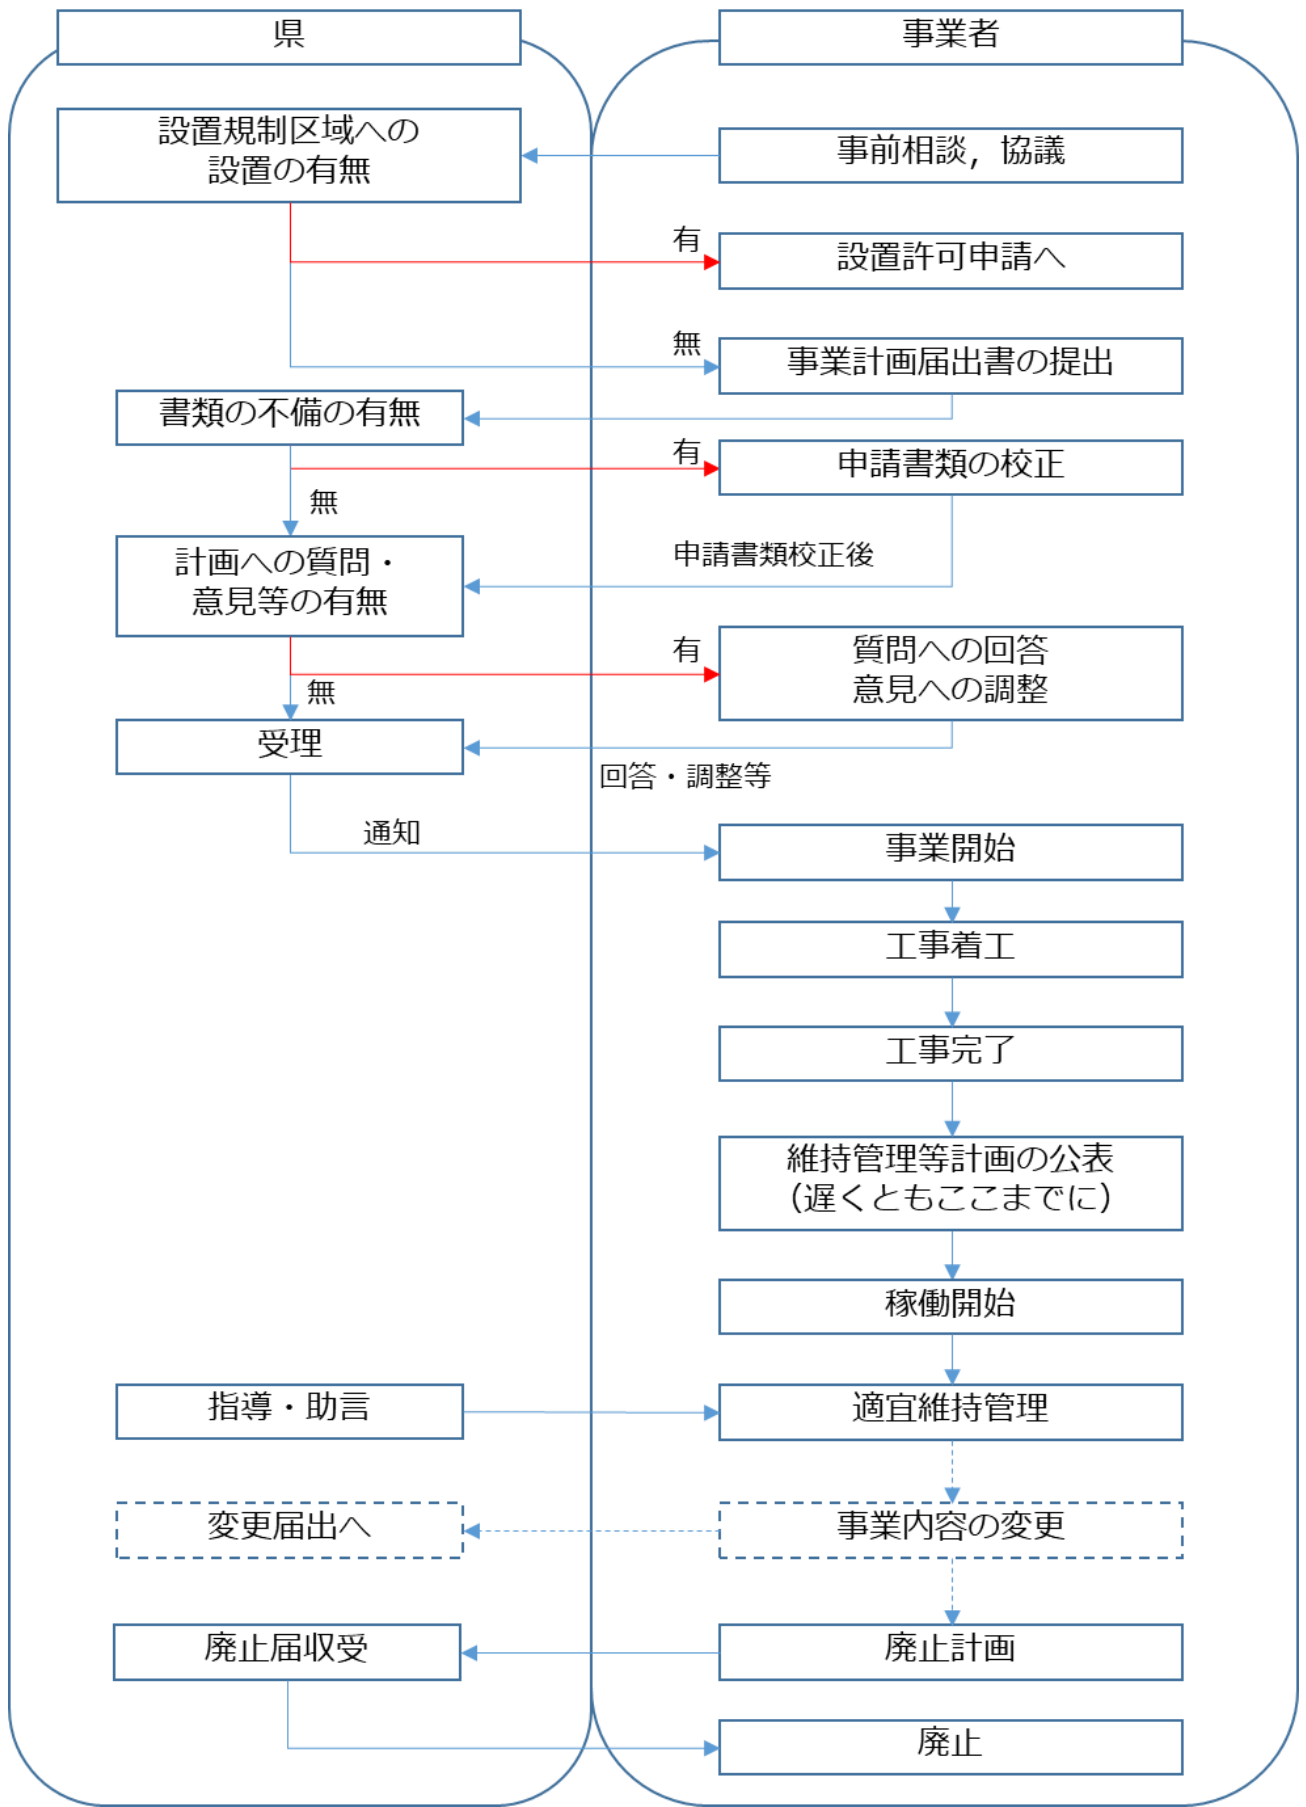 県
事業者
設置規制区域への
設置の有無
事前相談，協議
有
設置許可申請へ
無
事業計画届出書の提出
書類の不備の有無
有
申請書類の校正
無
計画への質問・
意見等の有無
申請書類校正後
有
質問への回答
意見への調整
無
受理
回答・調整等
通知
事業開始
工事着工
工事完了
維持管理等計画の公表
（遅くともここまでに）
稼働開始
指導・助言
適宜維持管理
変更届出へ
事業内容の変更
廃止届収受
廃止計画
廃止